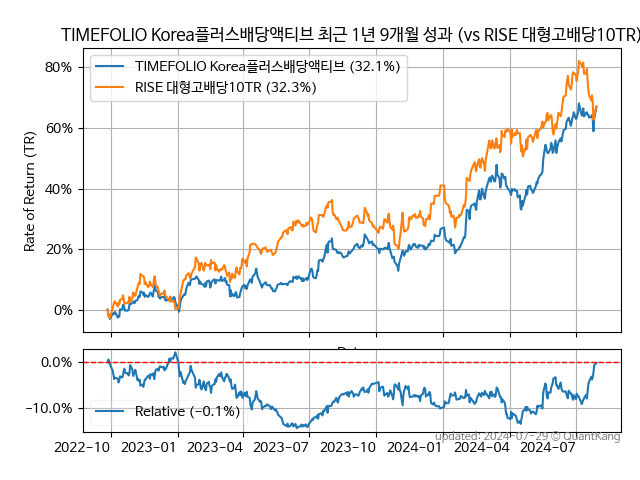 TIMEFOLIO Korea플러스배당액티브 최근 1년 9개월 성과 (vs RISE 대형고배당10TR)
TIMEFOLIO Korea플러스배당액티브 (32.1%)
RISE 대형고배당10TR (32.3%)
Rate of Return (TR)
80%
60%
40%
20%
0%
0.0%
−10.0%
Relative (−0.1%)
2022-10
2023-01
2023-04
2023-07
2023-10
2024-01
2024-04
2024-07
updated: 2024-07-29 © QuantKang